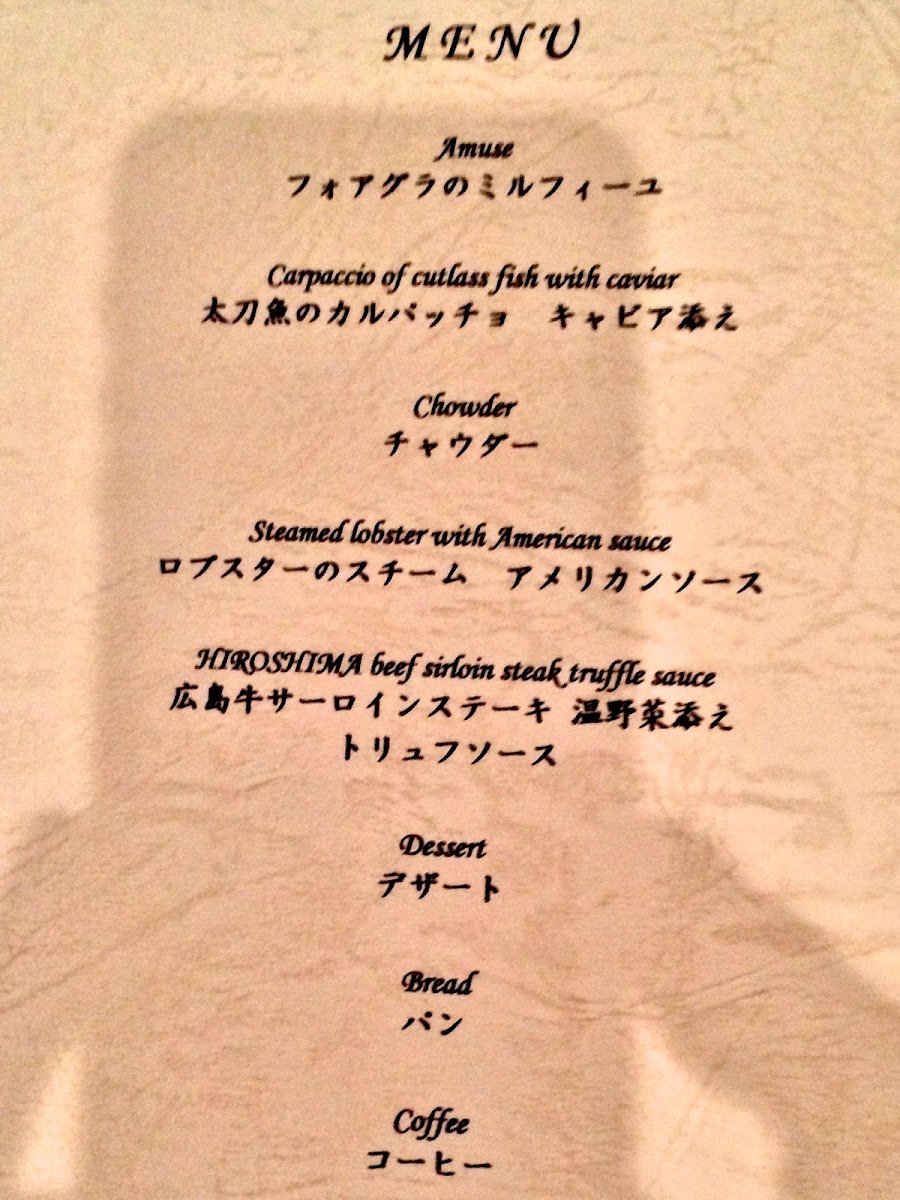 MENU
Amuse
フォアグラのミルフィーユ
Carpaccio of cutlass fish with caviar
太刀魚のカルパッチョ　キャビア添え
Chowder
チャウダー
Steamed lobster with American sauce
ロブスターのスチーム　アメリカンソース
HIROSHIMA beef sirloin steak truffle sauce
広島牛サーロインステーキ 温野菜添え
トリュフソース
Dessert
デザート
Bread
パン
Coffee
コーヒー